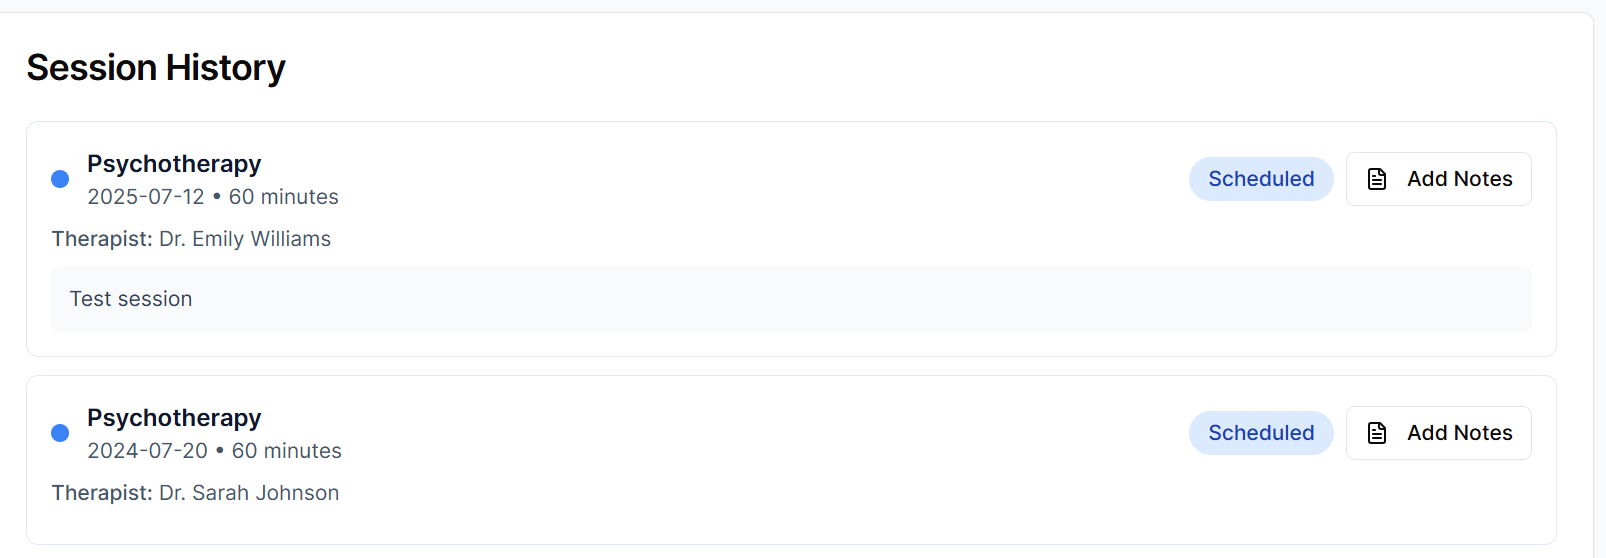 Session History
Psychotherapy
2025-07-12 • 60 minutes
Scheduled
Add Notes
Therapist: Dr. Emily Williams
Test session
Psychotherapy
2024-07-20 • 60 minutes
Scheduled
Add Notes
Therapist: Dr. Sarah Johnson